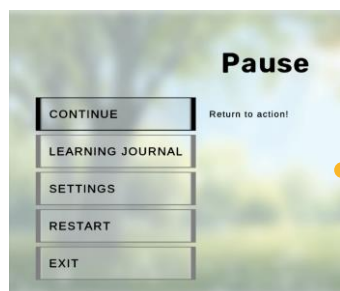 Pause
CONTINUE
Return to action!
LEARNING JOURNAL
SETTINGS
RESTART
EXIT